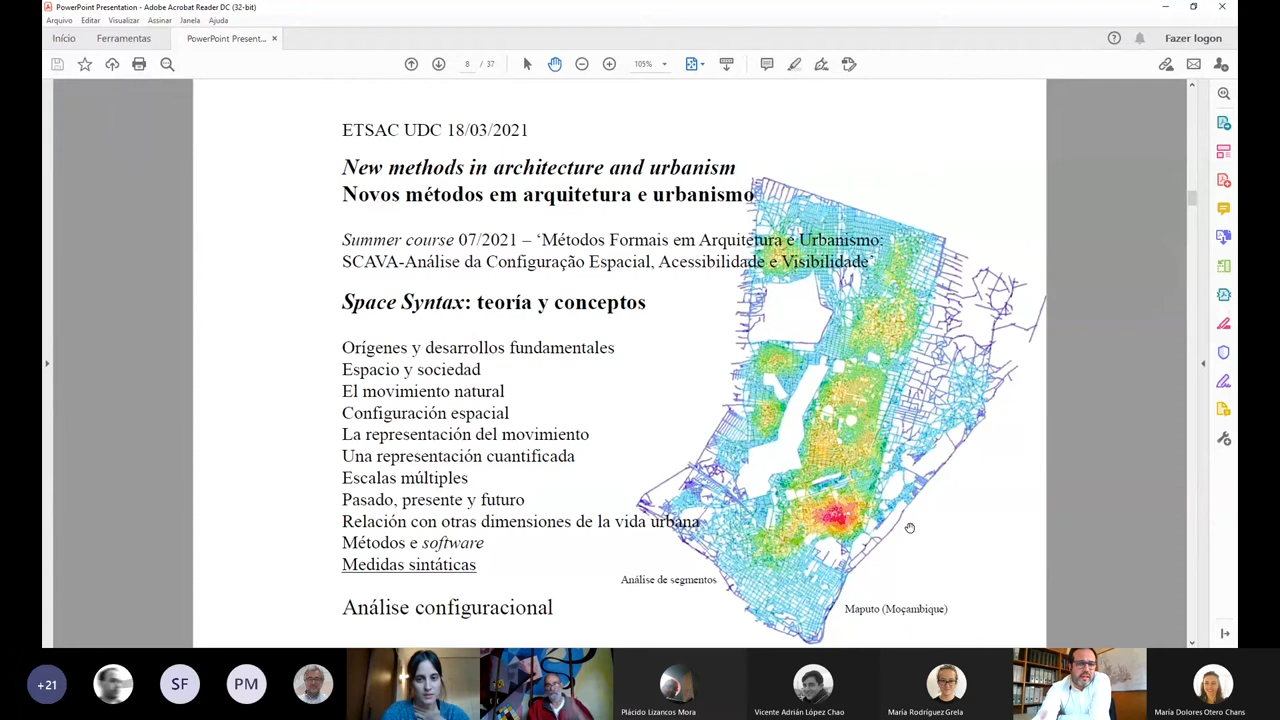 PowerPoint Presentation - Adobe Acrobat Reader DC (32-bit)
Arquivo Editar Visualizar Assinar Janela Ajuda
Início Ferramentas PowerPoint Present... × Fazer logon
8 / 37 105%
ETSAC UDC 18/03/2021
New methods in architecture and urbanism
Novos métodos em arquitetura e urbanismo
Summer course 07/2021 – ‘Métodos Formais em Arquitetura e Urbanismo:
SCAVA-Análise da Configuração Espacial, Acessibilidade e Visibilidade’
Space Syntax: teoría y conceptos
Orígenes y desarrollos fundamentales
Espacio y sociedad
El movimiento natural
Configuración espacial
La representación del movimiento
Una representación cuantificada
Escalas múltiples
Pasado, presente y futuro
Relación con otras dimensiones de la vida urbana
Métodos e software
Medidas sintáticas
Análise de segmentos
Análise configuracional
Maputo (Moçambique)
+21 SF PM
Plácido Lizancos Mora
Vicente Adrián López Chao
María Rodríguez Grela
María Dolores Otero Chans